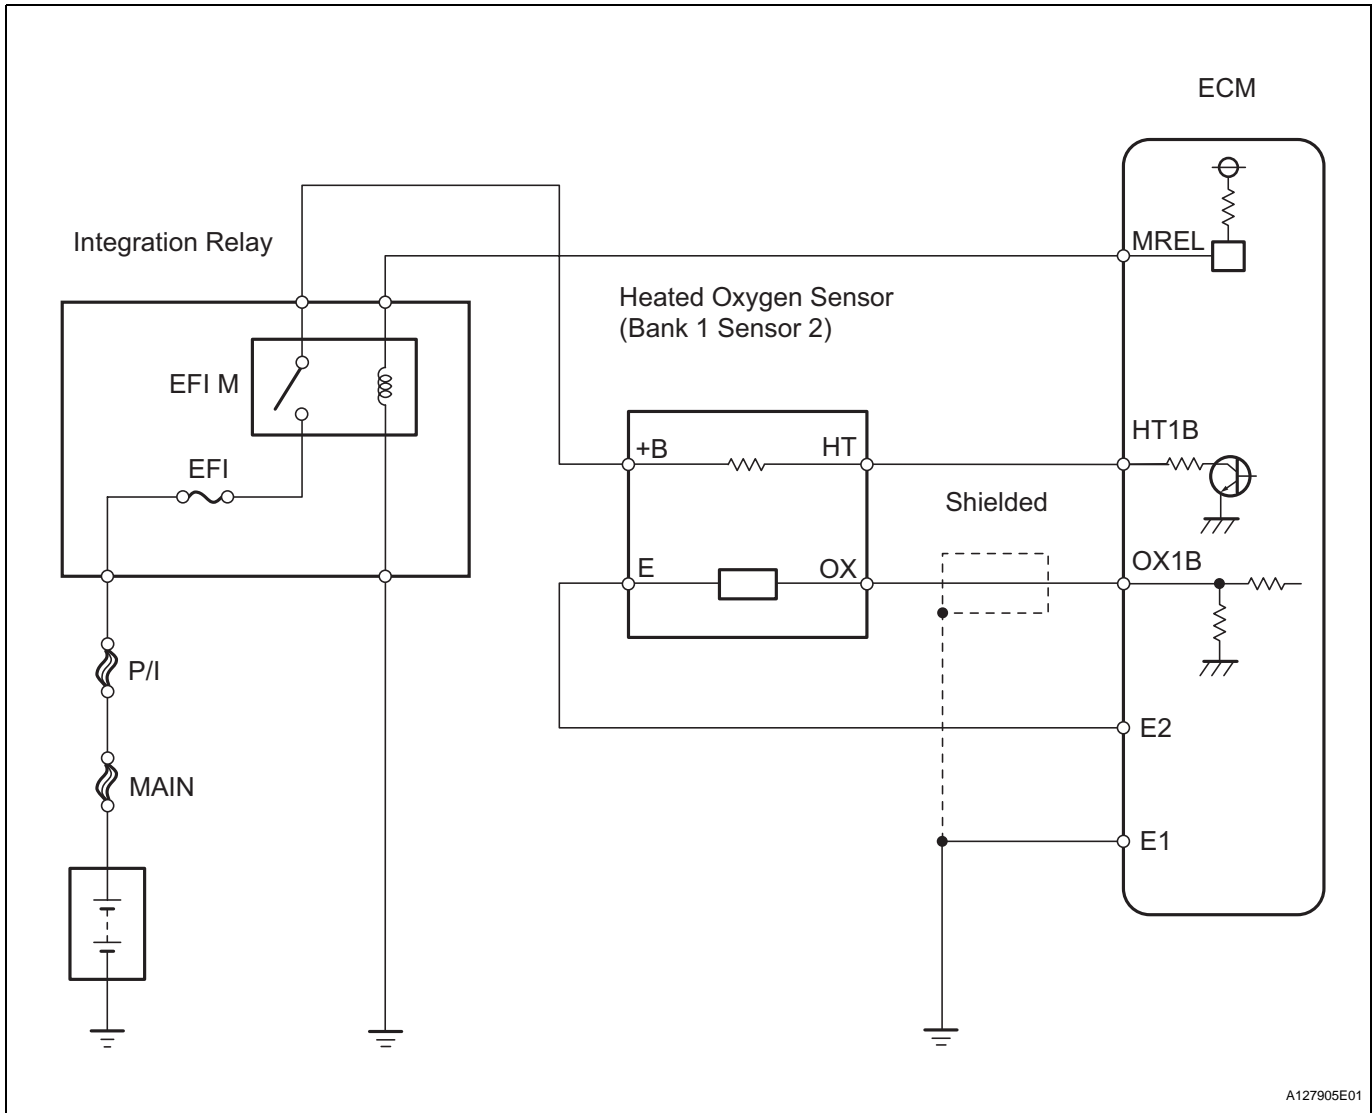 ECM
Integration Relay
MREL
Heated Oxygen Sensor
(Bank 1 Sensor 2)
EFI M
EFI
+B
HT
HT1B
Shielded
E
OX
OX1B
P/I
E2
MAIN
E1
A127905E01